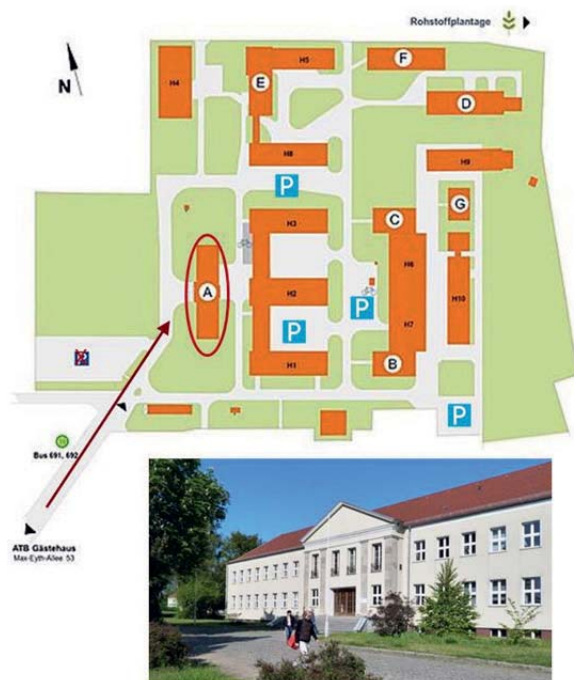 Rohstoffplantage
N
H4
E
H5
F
D
H8
H9
P
G
C
H3
A
H6
H2
H10
P
P
H7
H1
B
P
Bus 691, 692
ATB Gästehaus
Max-Eyth-Allee 53